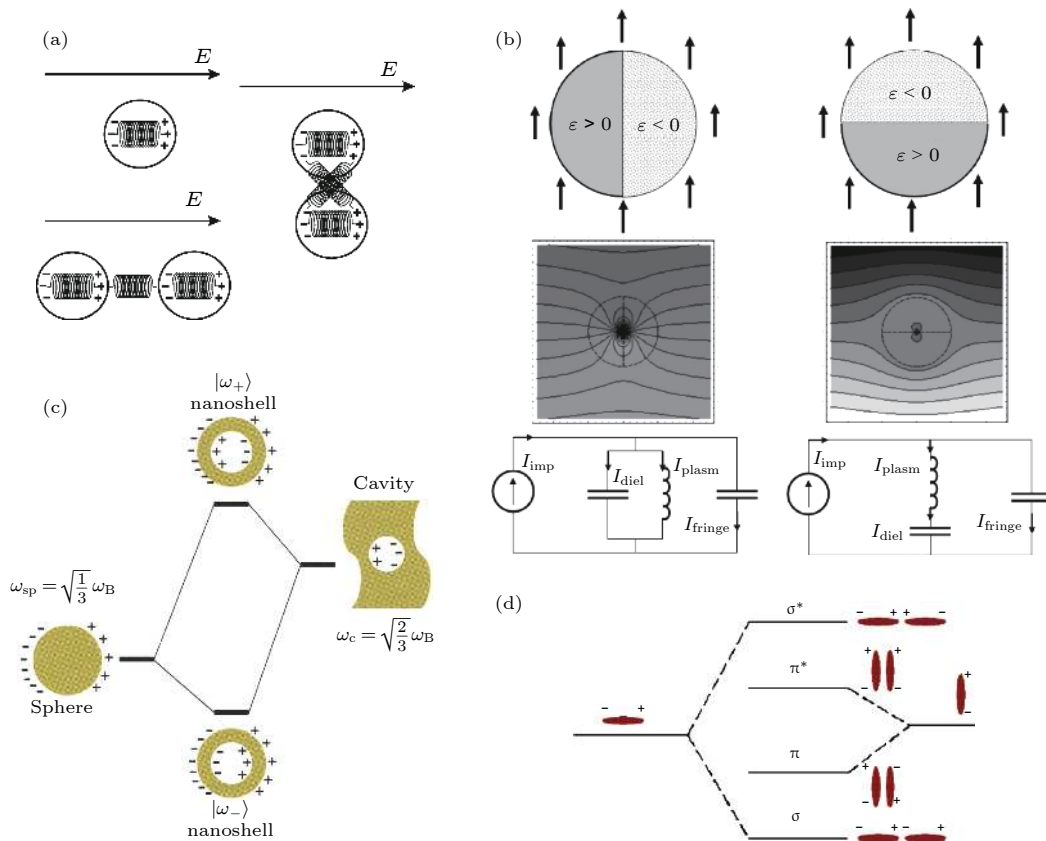 (a)
E
E
E
(b)
ε > 0
ε < 0
ε < 0
ε > 0
I_imp
I_diel
I_plasm
I_fringe
I_imp
I_plasm
I_diel
I_fringe
(c)
|ω₊⟩
nanoshell
Cavity
ω_c = √(2/3) ω_B
ω_sp = √(1/3) ω_B
Sphere
|ω₋⟩
nanoshell
(d)
σ*
π*
π
σ